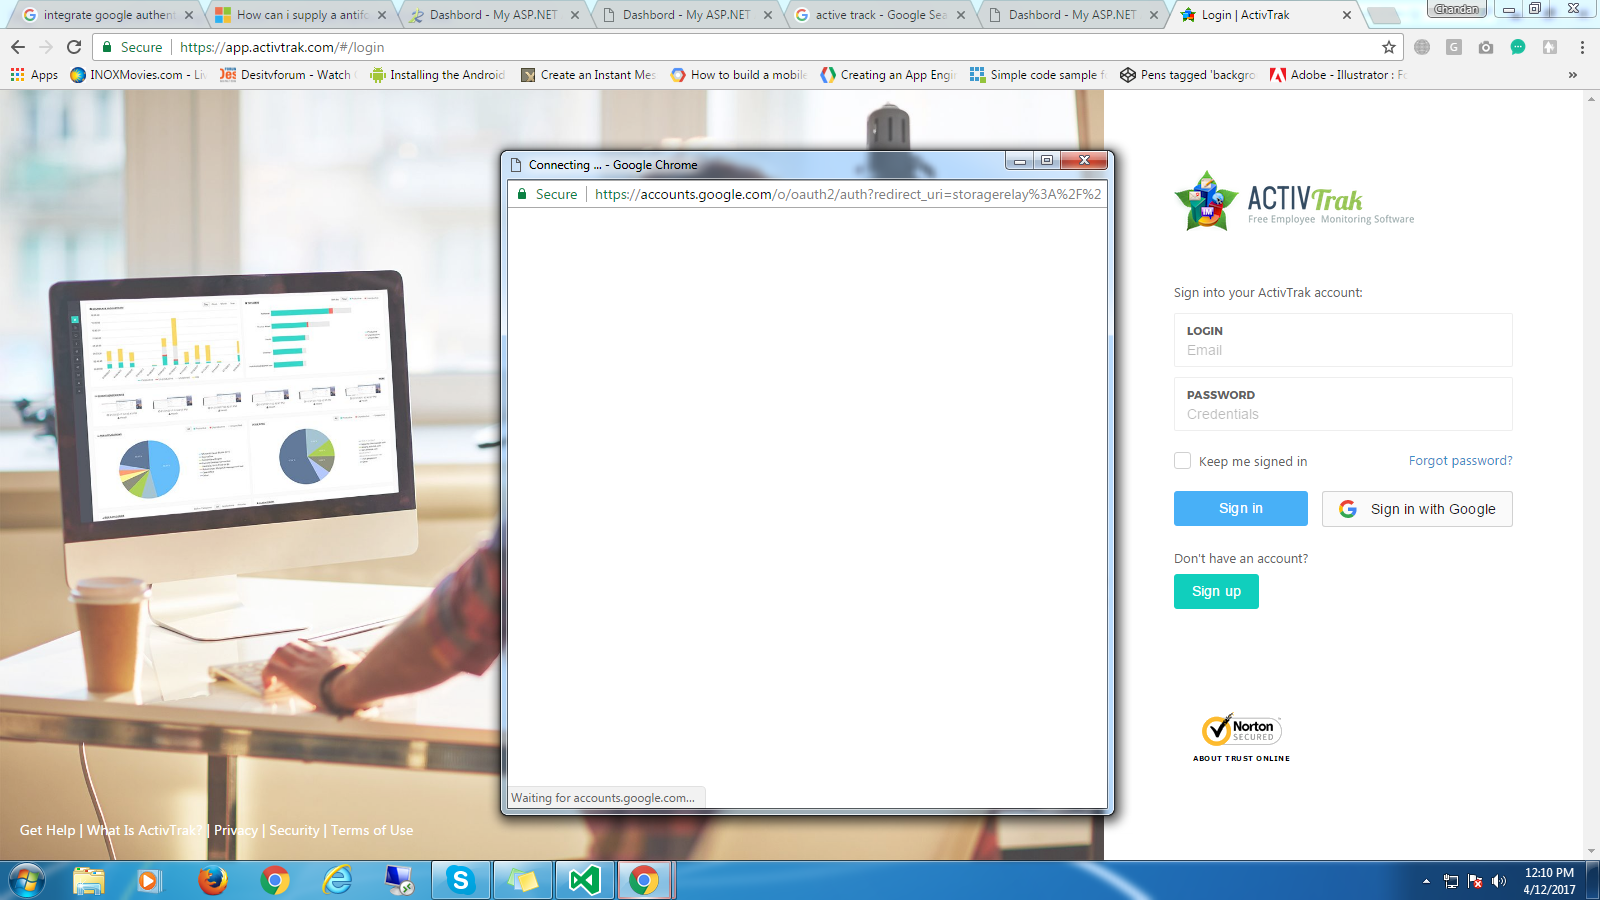 integrate google authent
How can i supply a antifo
Dashbord - My ASP.NET
Dashbord - My ASP.NET
active track - Google Sea
Dashbord - My ASP.NET
Login | ActivTrak
Chandan
Secure
https://app.activtrak.com/#/login
Apps
INOXMovies.com - Li
Desitvforum - Watch
Installing the Android
Create an Instant Mes
How to build a mobile
Creating an App Engi
Simple code sample f
Pens tagged 'backgro
Adobe - Illustrator : Fo
»
Connecting ... - Google Chrome
Secure
https://accounts.google.com/o/oauth2/auth?redirect_uri=storagerelay%3A%2F%2
Waiting for accounts.google.com...
ACTIVTrak
Free Employee Monitoring Software
Sign into your ActivTrak account:
LOGIN
Email
PASSWORD
Credentials
Keep me signed in
Forgot password?
Sign in
Sign in with Google
Don't have an account?
Sign up
Norton
SECURED
ABOUT TRUST ONLINE
Get Help | What Is ActivTrak? | Privacy | Security | Terms of Use
12:10 PM
4/12/2017